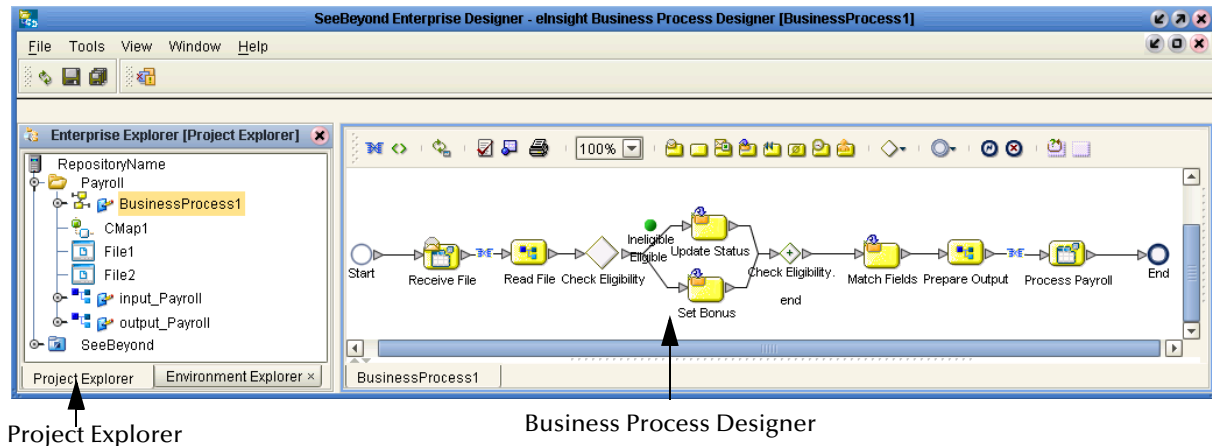 SeeBeyond Enterprise Designer - eInsight Business Process Designer [BusinessProcess1]
File Tools View Window Help
Enterprise Explorer [Project Explorer]
RepositoryName
Payroll
BusinessProcess1
CMap1
File1
File2
input_Payroll
output_Payroll
SeeBeyond
Project Explorer
Environment Explorer ×
100%
Start
Receive File
Read File
Check Eligibility
Ineligible
Eligible
Update Status
Set Bonus
Check Eligibility.
end
Match Fields
Prepare Output
Process Payroll
End
BusinessProcess1
Project Explorer
Business Process Designer